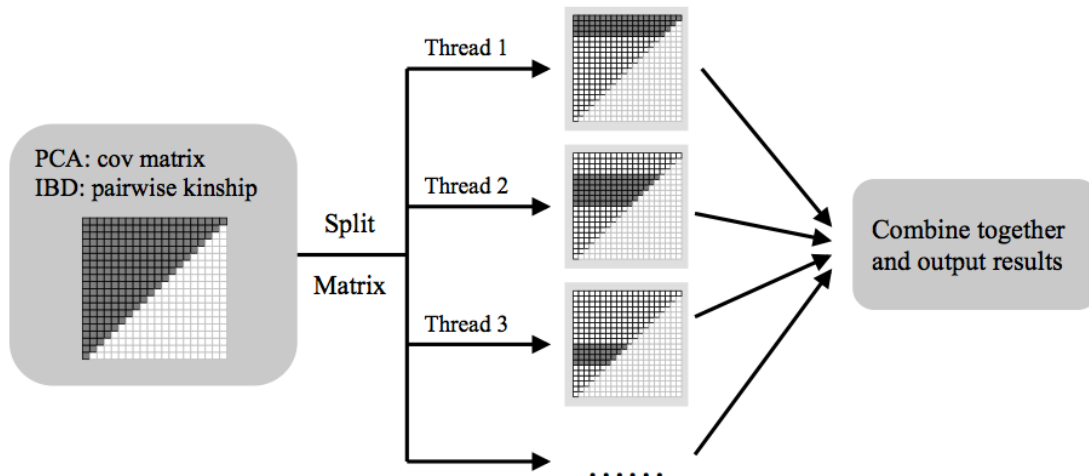 PCA: cov matrix
IBD: pairwise kinship
Split
Matrix
Thread 1
Thread 2
Thread 3
......
Combine together
and output results